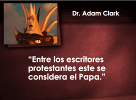 Dr. Adam Clark
"Entre los escritores
protestantes este se
considera el Papa."